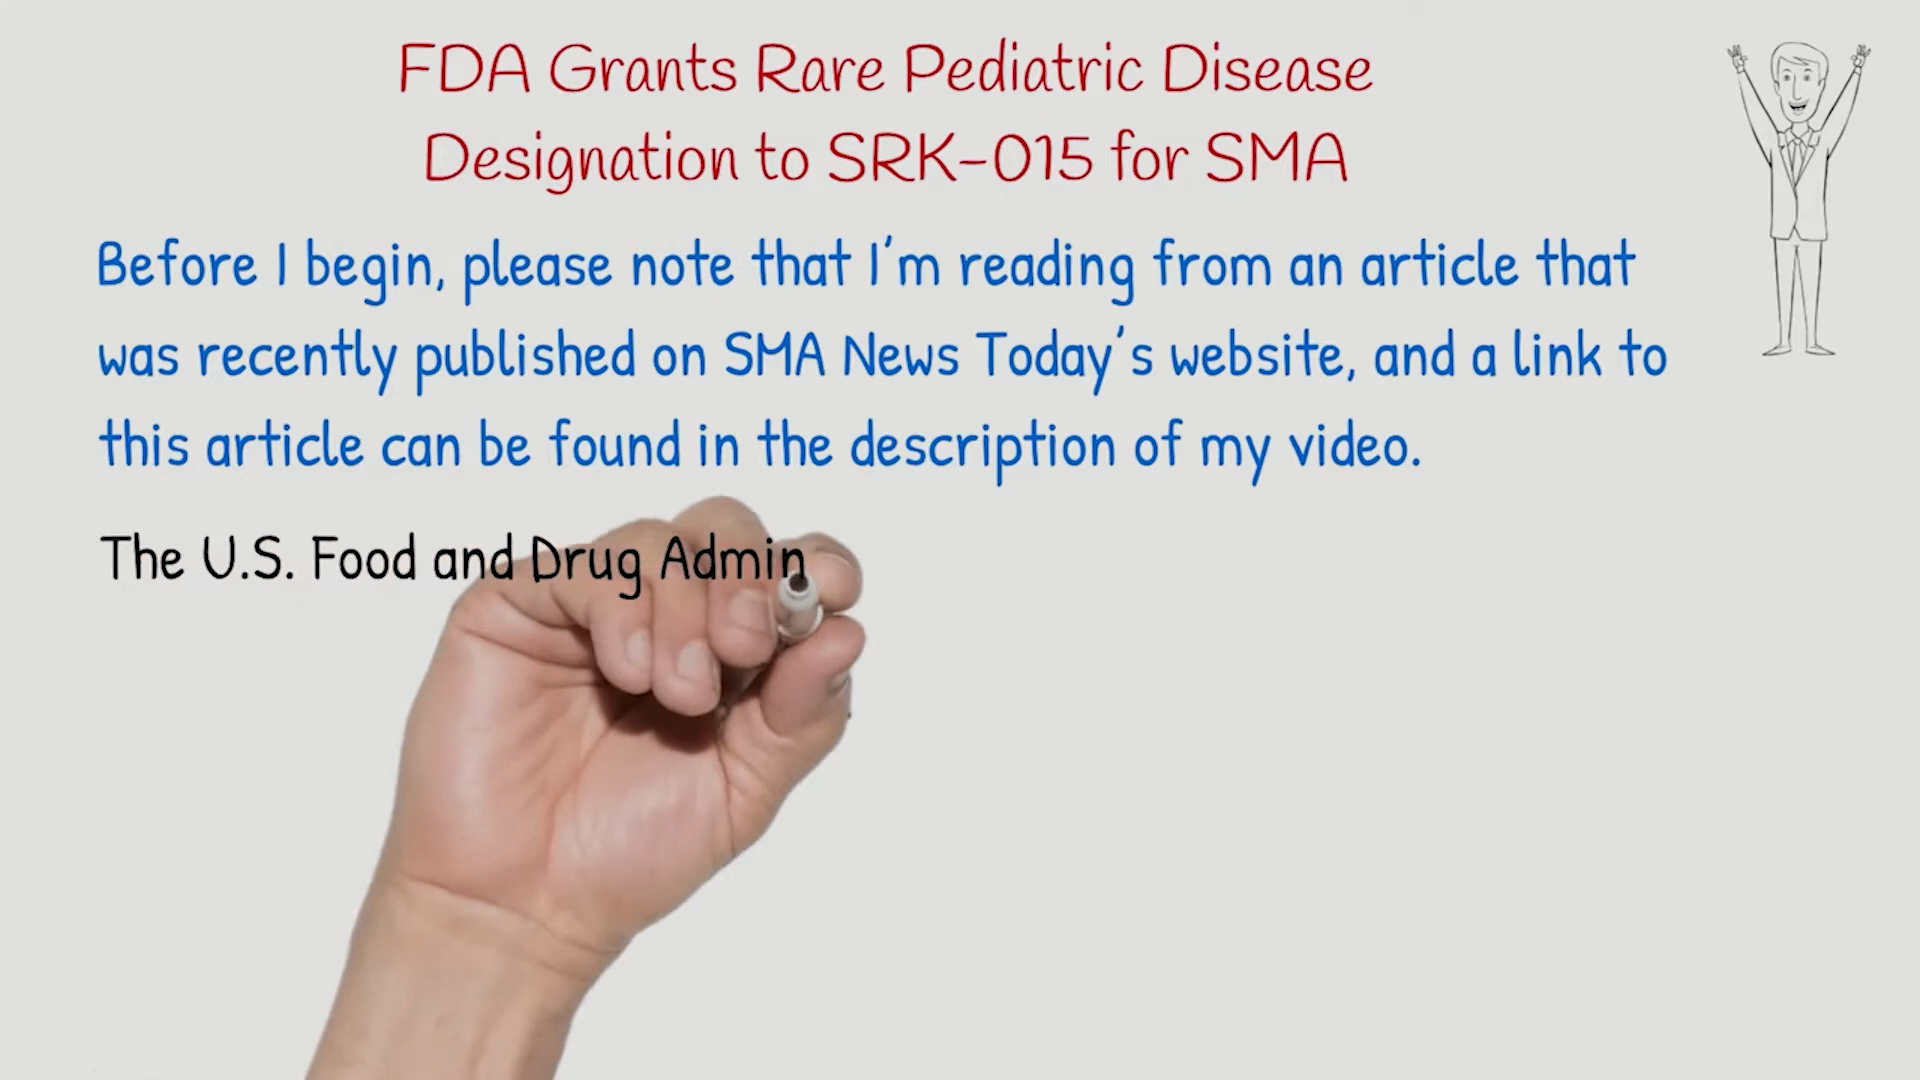 FDA Grants Rare Pediatric Disease
Designation to SRK-015 for SMA
Before I begin, please note that I'm reading from an article that
was recently published on SMA News Today's website, and a link to
this article can be found in the description of my video.
The U.S. Food and Drug Admin